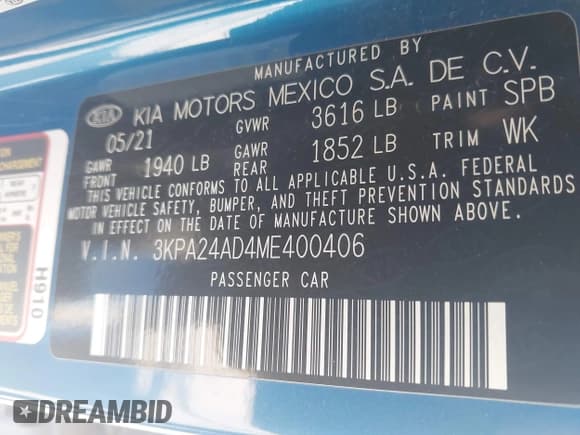 MANUFACTURED BY
KIA KIA MOTORS MEXICO S.A. DE C.V.
05/21 GVWR 3616 LB PAINT SPB
GAWR FRONT 1940 LB GAWR REAR 1852 LB TRIM WK
THIS VEHICLE CONFORMS TO ALL APPLICABLE U.S.A. FEDERAL
MOTOR VEHICLE SAFETY, BUMPER, AND THEFT PREVENTION STANDARDS
IN EFFECT ON THE DATE OF MANUFACTURE SHOWN ABOVE.
V.I.N. 3KPA24AD4ME400406
PASSENGER CAR
H910
DREAMBID